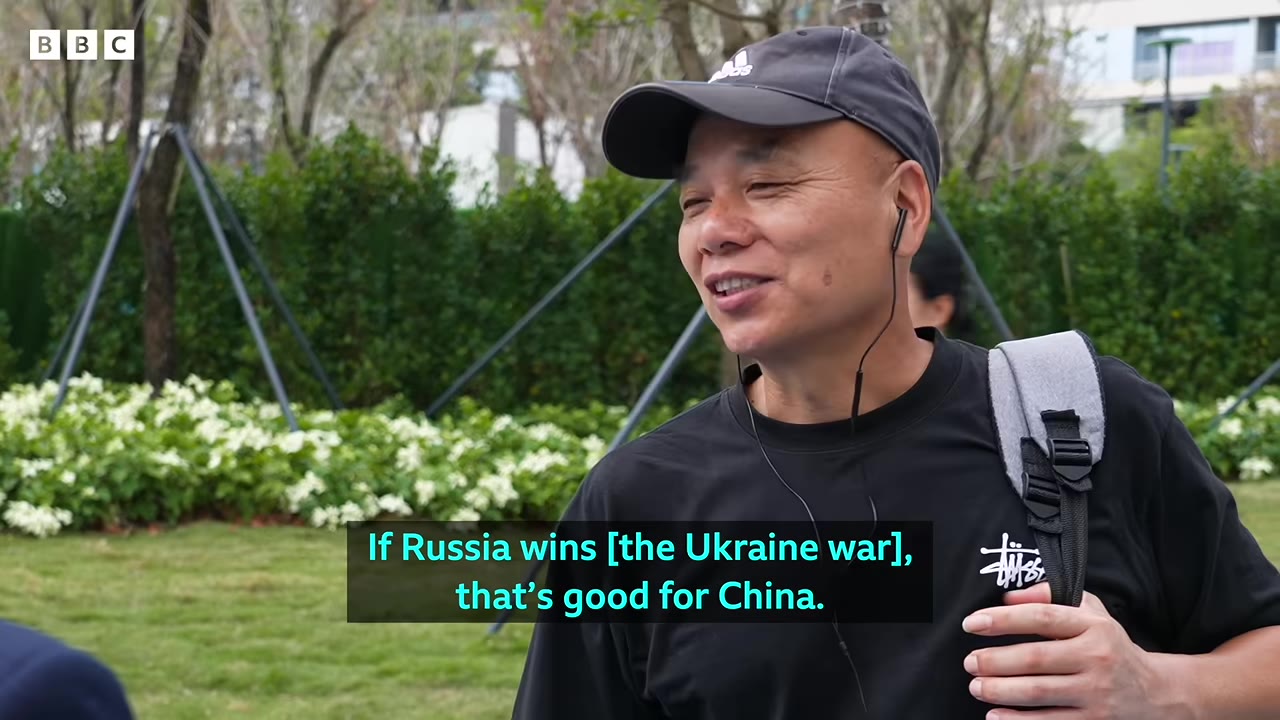 BBC
adidas
If Russia wins [the Ukraine war],
that's good for China.